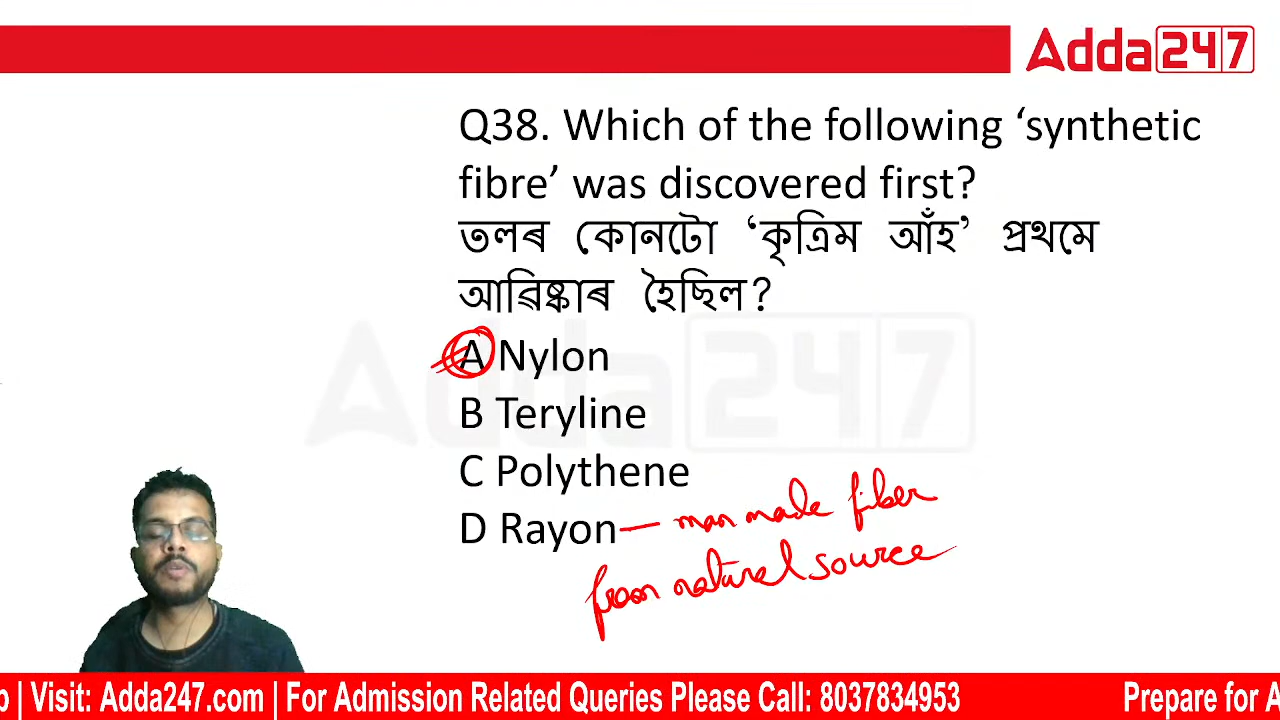 Adda247
Q38. Which of the following ‘synthetic
fibre’ was discovered first?
তলৰ কোনটো ‘কৃত্ৰিম আঁহ’ প্ৰথমে
আৱিষ্কাৰ হৈছিল?
A Nylon
B Teryline
C Polythene
D Rayon — man made fiber
from natural source
Adda247
p | Visit: Adda247.com | For Admission Related Queries Please Call: 8037834953 Prepare for A